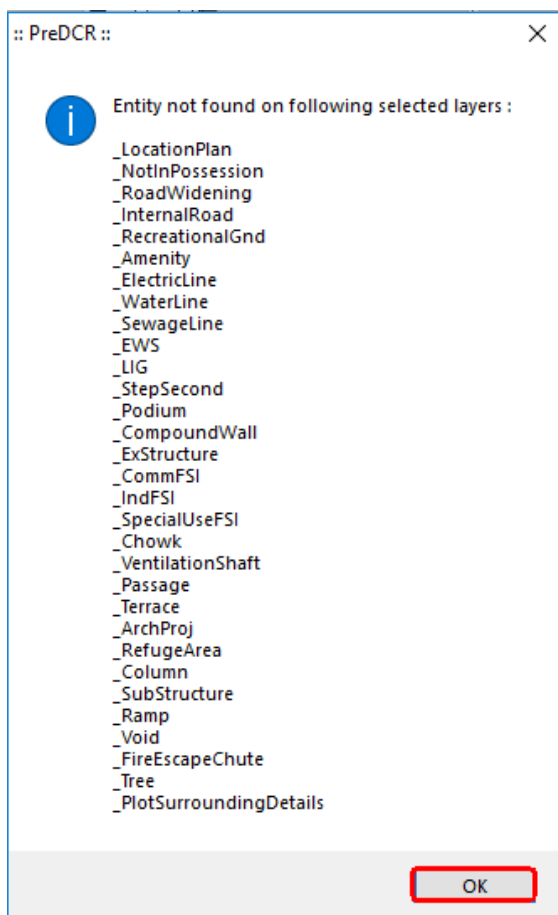 :: PreDCR ::
Entity not found on following selected layers :
_LocationPlan
_NotInPossession
_RoadWidening
_InternalRoad
_RecreationalGnd
_Amenity
_ElectricLine
_WaterLine
_SewageLine
_EWS
_LIG
_StepSecond
_Podium
_CompoundWall
_ExStructure
_CommFSI
_IndFSI
_SpecialUseFSI
_Chowk
_VentilationShaft
_Passage
_Terrace
_ArchProj
_RefugeArea
_Column
_SubStructure
_Ramp
_Void
_FireEscapeChute
_Tree
_PlotSurroundingDetails
OK